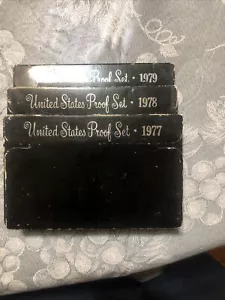 Proof Set • 1979
United States Proof Set • 1978
United States Proof Set • 1977